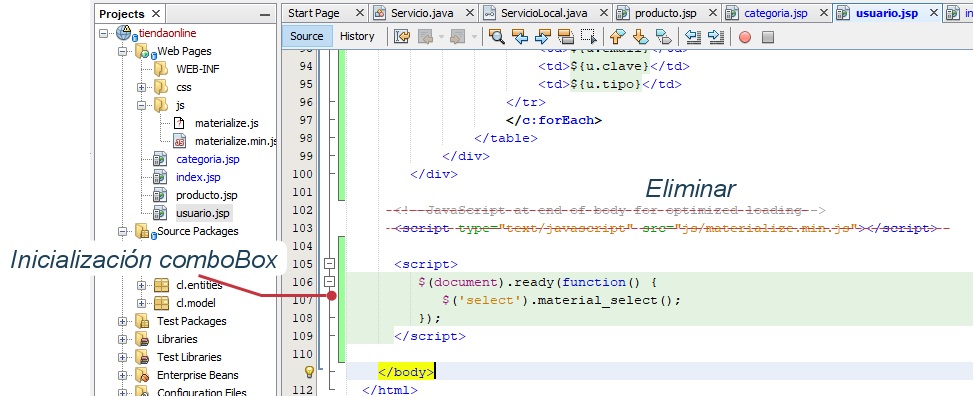 Projects
tiendaonline
Web Pages
WEB-INF
css
js
materialize.js
materialize.min.js
categoria.jsp
index.jsp
producto.jsp
usuario.jsp
Source Packages
Inicialización comboBox
cl.entities
cl.model
Test Packages
Libraries
Test Libraries
Enterprise Beans
Configuration Files
Start Page
Servicio.java
ServicioLocal.java
producto.jsp
categoria.jsp
usuario.jsp
in
Source History
<td>${u.email}</td>
94 <td>${u.clave}</td>
95 <td>${u.tipo}</td>
96 </tr>
97 </c:forEach>
98 </table>
99 </div>
100 </div>
101
Eliminar
102 <!--JavaScript at end of body for optimized loading-->
103 <script type="text/javascript" src="js/materialize.min.js"></script>
104
105 <script>
106 $(document).ready(function() {
107 $('select').material_select();
108 });
109 </script>
110
</body>
112 </html>